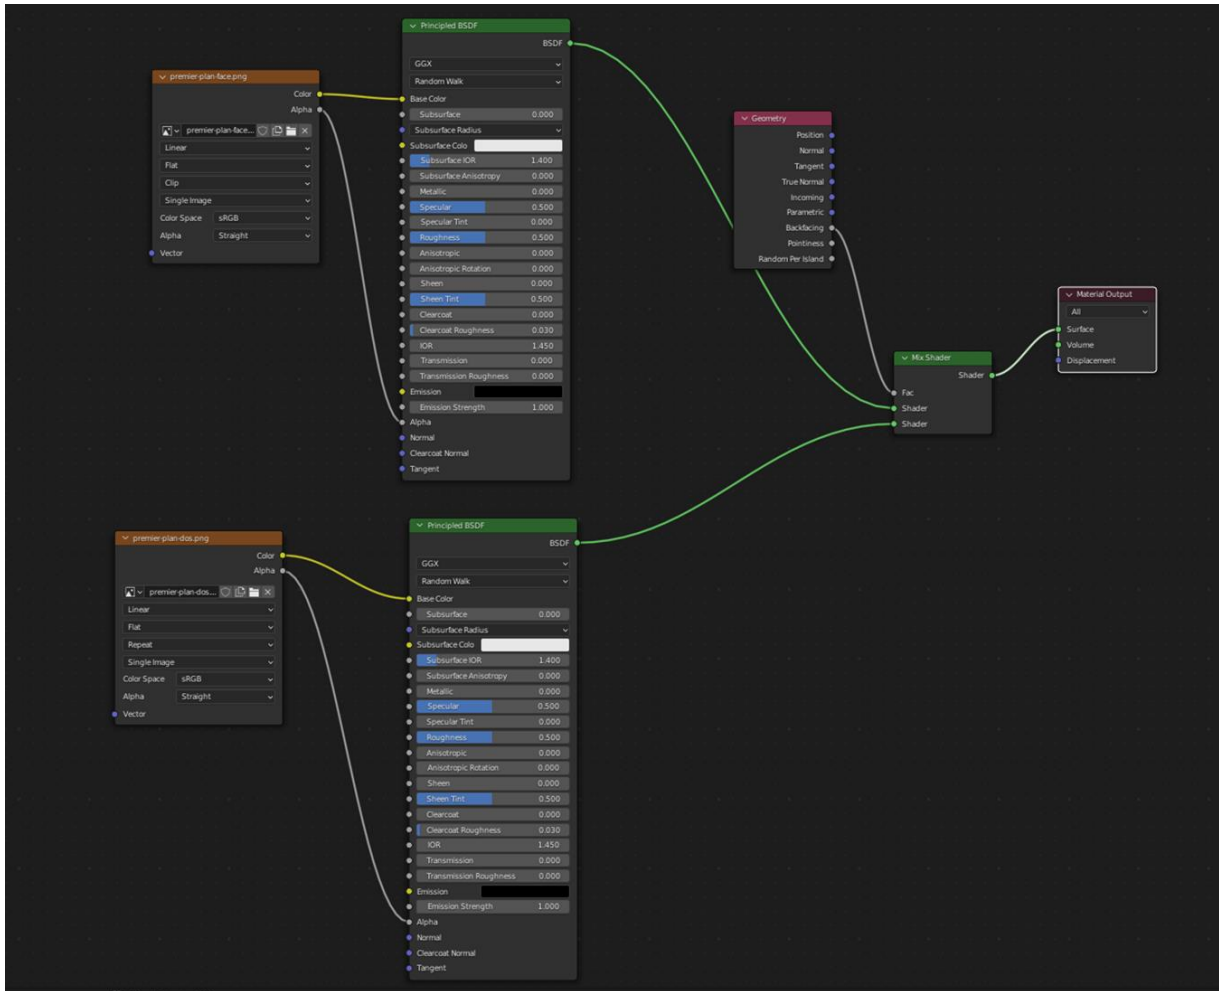 Principled BSDF
BSDF
GGX
Random Walk
Base Color
Subsurface 0.000
Subsurface Radius
Subsurface Colo
Subsurface IOR 1.400
Subsurface Anisotropy 0.000
Metallic 0.000
Specular 0.500
Specular Tint 0.000
Roughness 0.500
Anisotropic 0.000
Anisotropic Rotation 0.000
Sheen 0.000
Sheen Tint 0.500
Clearcoat 0.000
Clearcoat Roughness 0.030
IOR 1.450
Transmission 0.000
Transmission Roughness 0.000
Emission
Emission Strength 1.000
Alpha
Normal
Clearcoat Normal
Tangent
premier-plan-face.png
Color
Alpha
premier-plan-face...
Linear
Flat
Clip
Single Image
Color Space sRGB
Alpha Straight
Vector
Geometry
Position
Normal
Tangent
True Normal
Incoming
Parametric
Backfacing
Pointiness
Random Per Island
Material Output
All
Surface
Volume
Displacement
Mix Shader
Shader
Fac
Shader
Shader
premier-plan-dos.png
Color
Alpha
premier-plan-dos...
Linear
Flat
Repeat
Single Image
Color Space sRGB
Alpha Straight
Vector
Principled BSDF
BSDF
GGX
Random Walk
Base Color
Subsurface 0.000
Subsurface Radius
Subsurface Colo
Subsurface IOR 1.400
Subsurface Anisotropy 0.000
Metallic 0.000
Specular 0.500
Specular Tint 0.000
Roughness 0.500
Anisotropic 0.000
Anisotropic Rotation 0.000
Sheen 0.000
Sheen Tint 0.500
Clearcoat 0.000
Clearcoat Roughness 0.030
IOR 1.450
Transmission 0.000
Transmission Roughness 0.000
Emission
Emission Strength 1.000
Alpha
Normal
Clearcoat Normal
Tangent